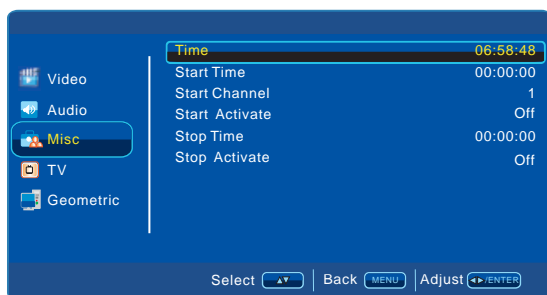 Video
Audio
Misc
TV
Geometric
Time 06:58:48
Start Time 00:00:00
Start Channel 1
Start Activate Off
Stop Time 00:00:00
Stop Activate Off
Select ▲▼ Back MENU Adjust ◄►/ENTER